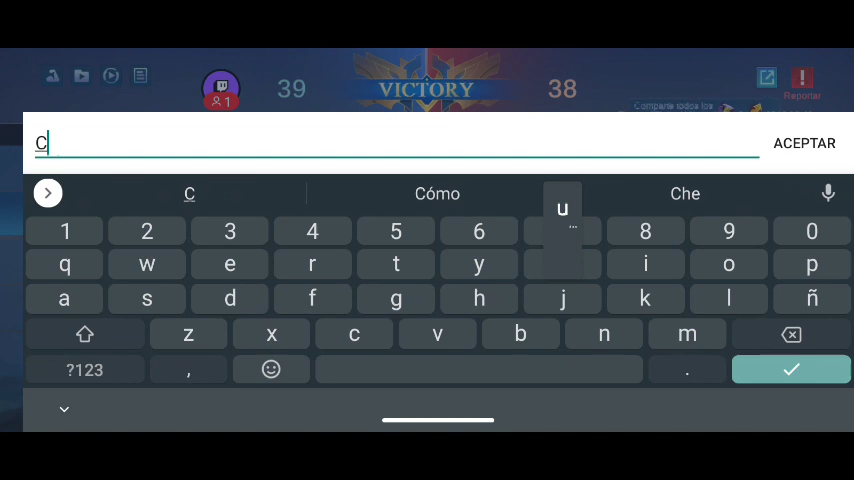 1
39
VICTORY
38
Reportar
Comparte todos los
C
ACEPTAR
C Cómo Che
u
...
1 2 3 4 5 6 8 9 0
q w e r t y i o p
a s d f g h j k l ñ
z x c v b n m
?123 , .